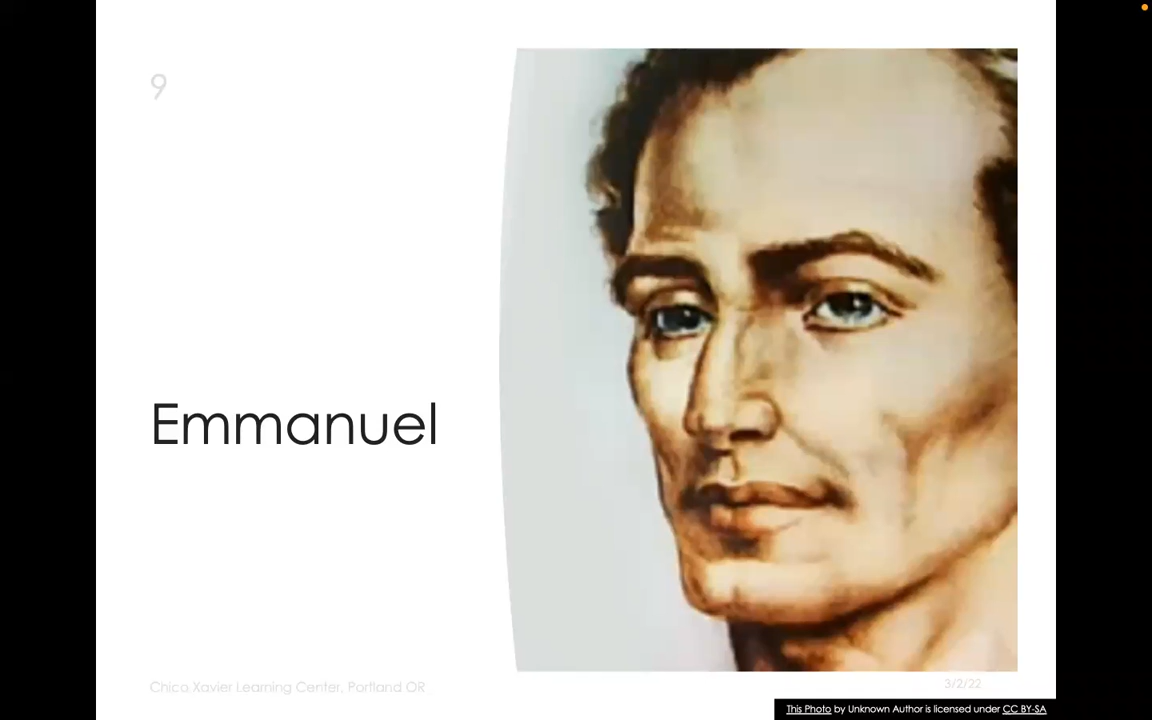 9
Emmanuel
Chico Xavier Learning Center, Portland OR
3/2/22
This Photo by Unknown Author is licensed under CC BY-SA